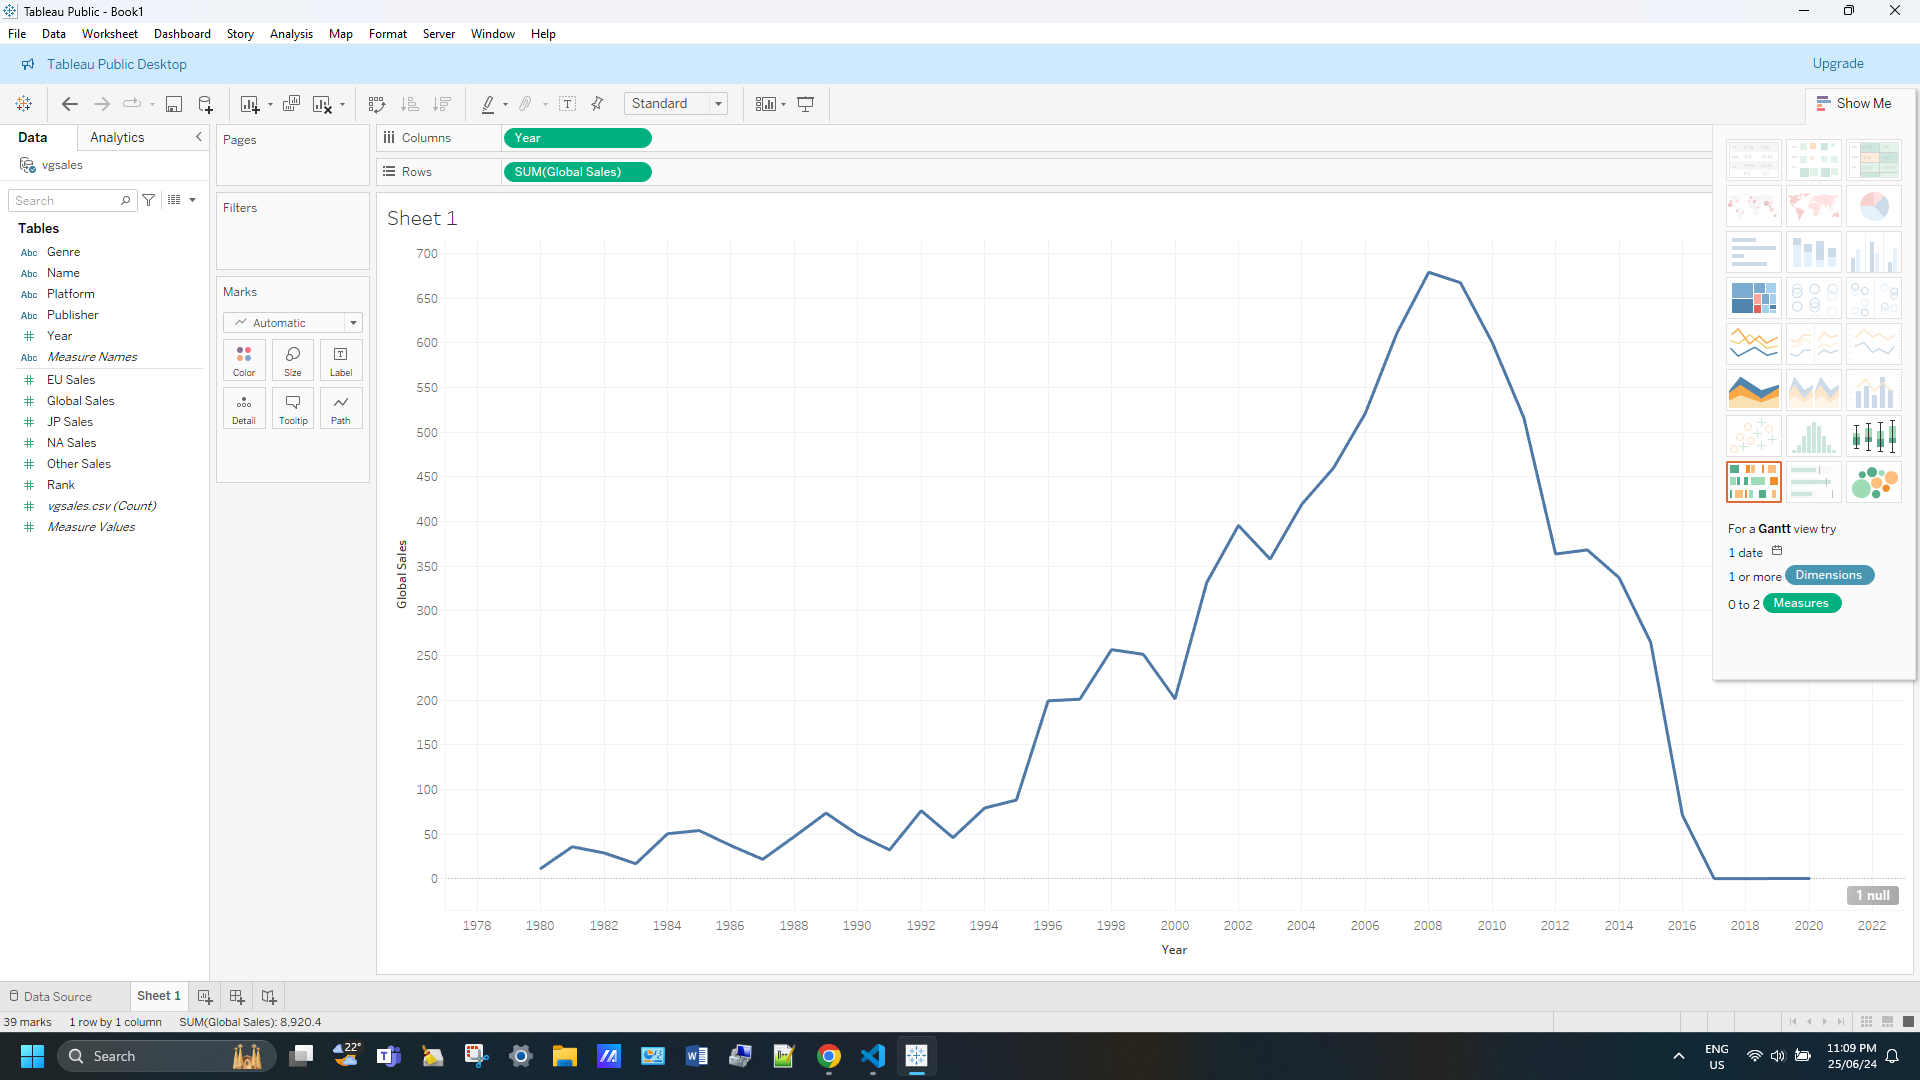 Tableau Public - Book1
File Data Worksheet Dashboard Story Analysis Map Format Server Window Help
Tableau Public Desktop
Upgrade
Standard
Show Me
Data Analytics
vgsales
Search
Tables
Abc Genre
Abc Name
Abc Platform
Abc Publisher
Year
Abc Measure Names
EU Sales
Global Sales
JP Sales
NA Sales
Other Sales
Rank
vgsales.csv (Count)
Measure Values
Pages
Filters
Marks
Automatic
Color Size Label
Detail Tooltip Path
Columns Year
Rows SUM(Global Sales)
Sheet 1
700
650
600
550
500
450
400
350
300
250
200
150
100
50
0
Global Sales
1 null
1978 1980 1982 1984 1986 1988 1990 1992 1994 1996 1998 2000 2002 2004 2006 2008 2010 2012 2014 2016 2018 2020 2022
Year
For a Gantt view try
1 date
1 or more Dimensions
0 to 2 Measures
Data Source Sheet 1
39 marks 1 row by 1 column SUM(Global Sales): 8,920.4
Search
22°
ENG
US
11:09 PM
25/06/24